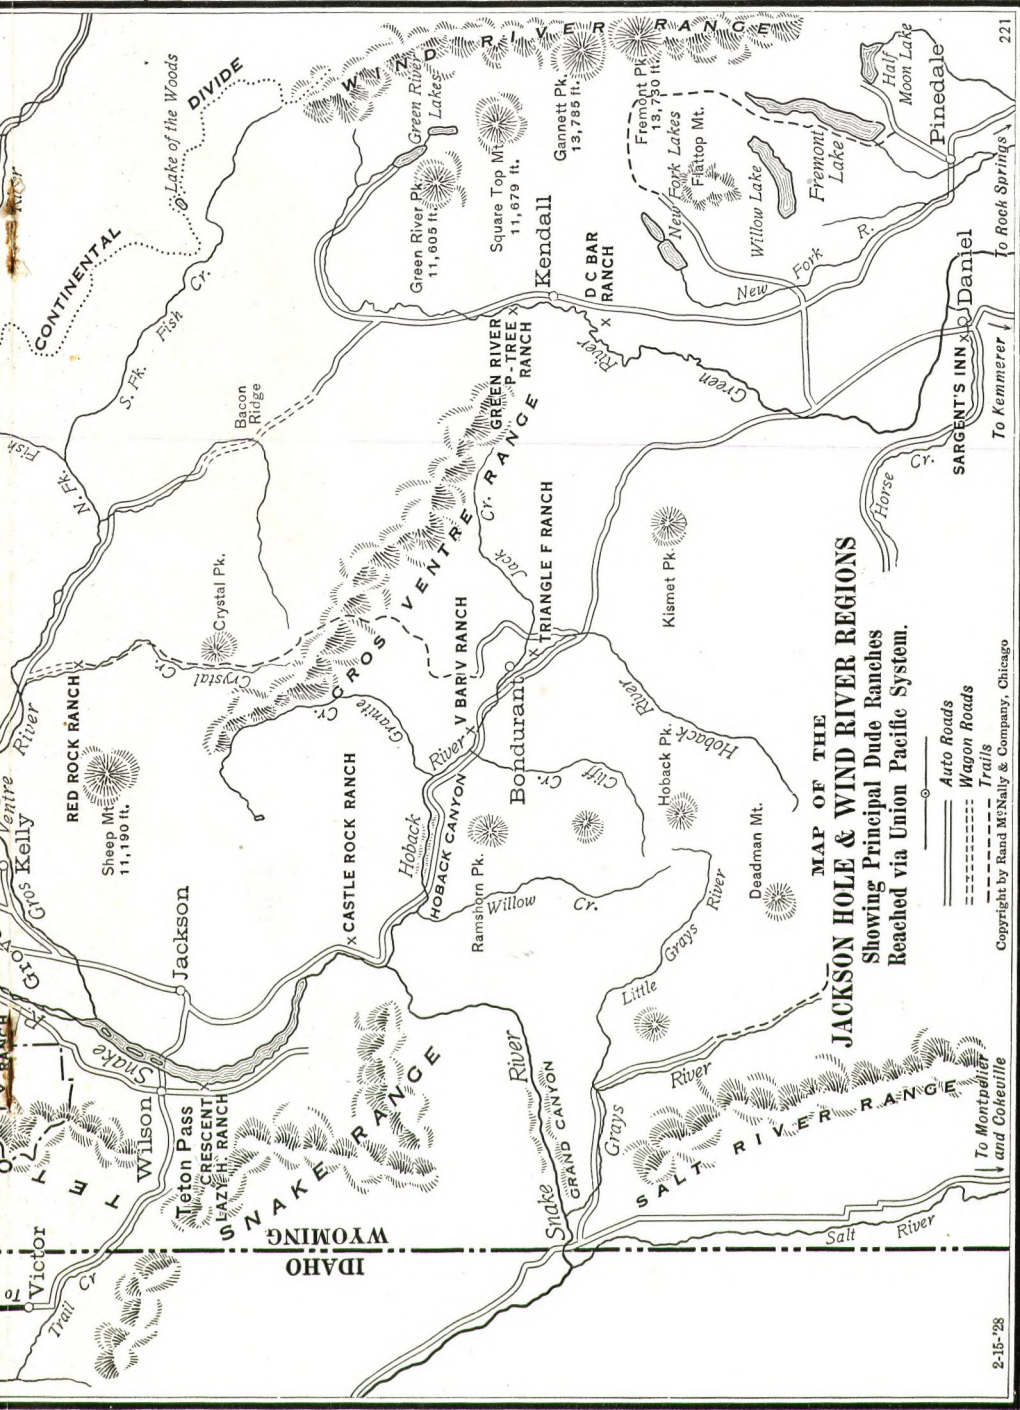 MAP OF THE
JACKSON HOLE & WIND RIVER REGIONS
Showing Principal Dude Ranches
Reached via Union Pacific System.
Auto Roads
Wagon Roads
Trails
Copyright by Rand McNally & Company, Chicago
221
2-15-'28
River
Lake of the Woods
CONTINENTAL
DIVIDE
WIND RIVER RANGE
Green River
Lakes
Green River Pk.
11,605 ft.
Square Top Mt.
11,679 ft.
Gannett Pk.
13,785 ft.
Fremont Pk.
13,730 ft.
New Fork Lakes
Flattop Mt.
Willow Lake
Fremont
Lake
Half
Moon Lake
Pinedale
To Rock Springs
Fish
N. Fk.
S. Fk.
Fish
Cr.
Bacon
Ridge
Kendall
D C BAR
RANCH
GREEN RIVER
P-TREE
RANCH
River
Green
New
Fork
R.
Daniel
SARGENT'S INN
To Kemmerer
Horse
Cr.
River
Gros Ventre
Kelly
RED ROCK RANCH
Sheep Mt.
11,190 ft.
Crystal Pk.
Crystal
Cr.
GROS VENTRE RANGE
Jack
Cr.
TRIANGLE F RANCH
V BAR V RANCH
Granite
Cr.
Bondurant
Kismet Pk.
Hoback
River
HOBACK CANYON
CASTLE ROCK RANCH
Cliff
Cr.
Hoback
River
Hoback Pk.
Ramshorn Pk.
Willow
Cr.
Deadman Mt.
Little
Grays
River
Jackson
Snake
Wilson
Teton Pass
CRESCENT
LAZY H. RANCH
SNAKE RANGE
River
Snake
GRAND CANYON
Grays
River
SALT RIVER RANGE
To Montpelier
and Cokeville
Salt
River
WYOMING
IDAHO
To
Victor
Trail
Cr
TET
RANCH